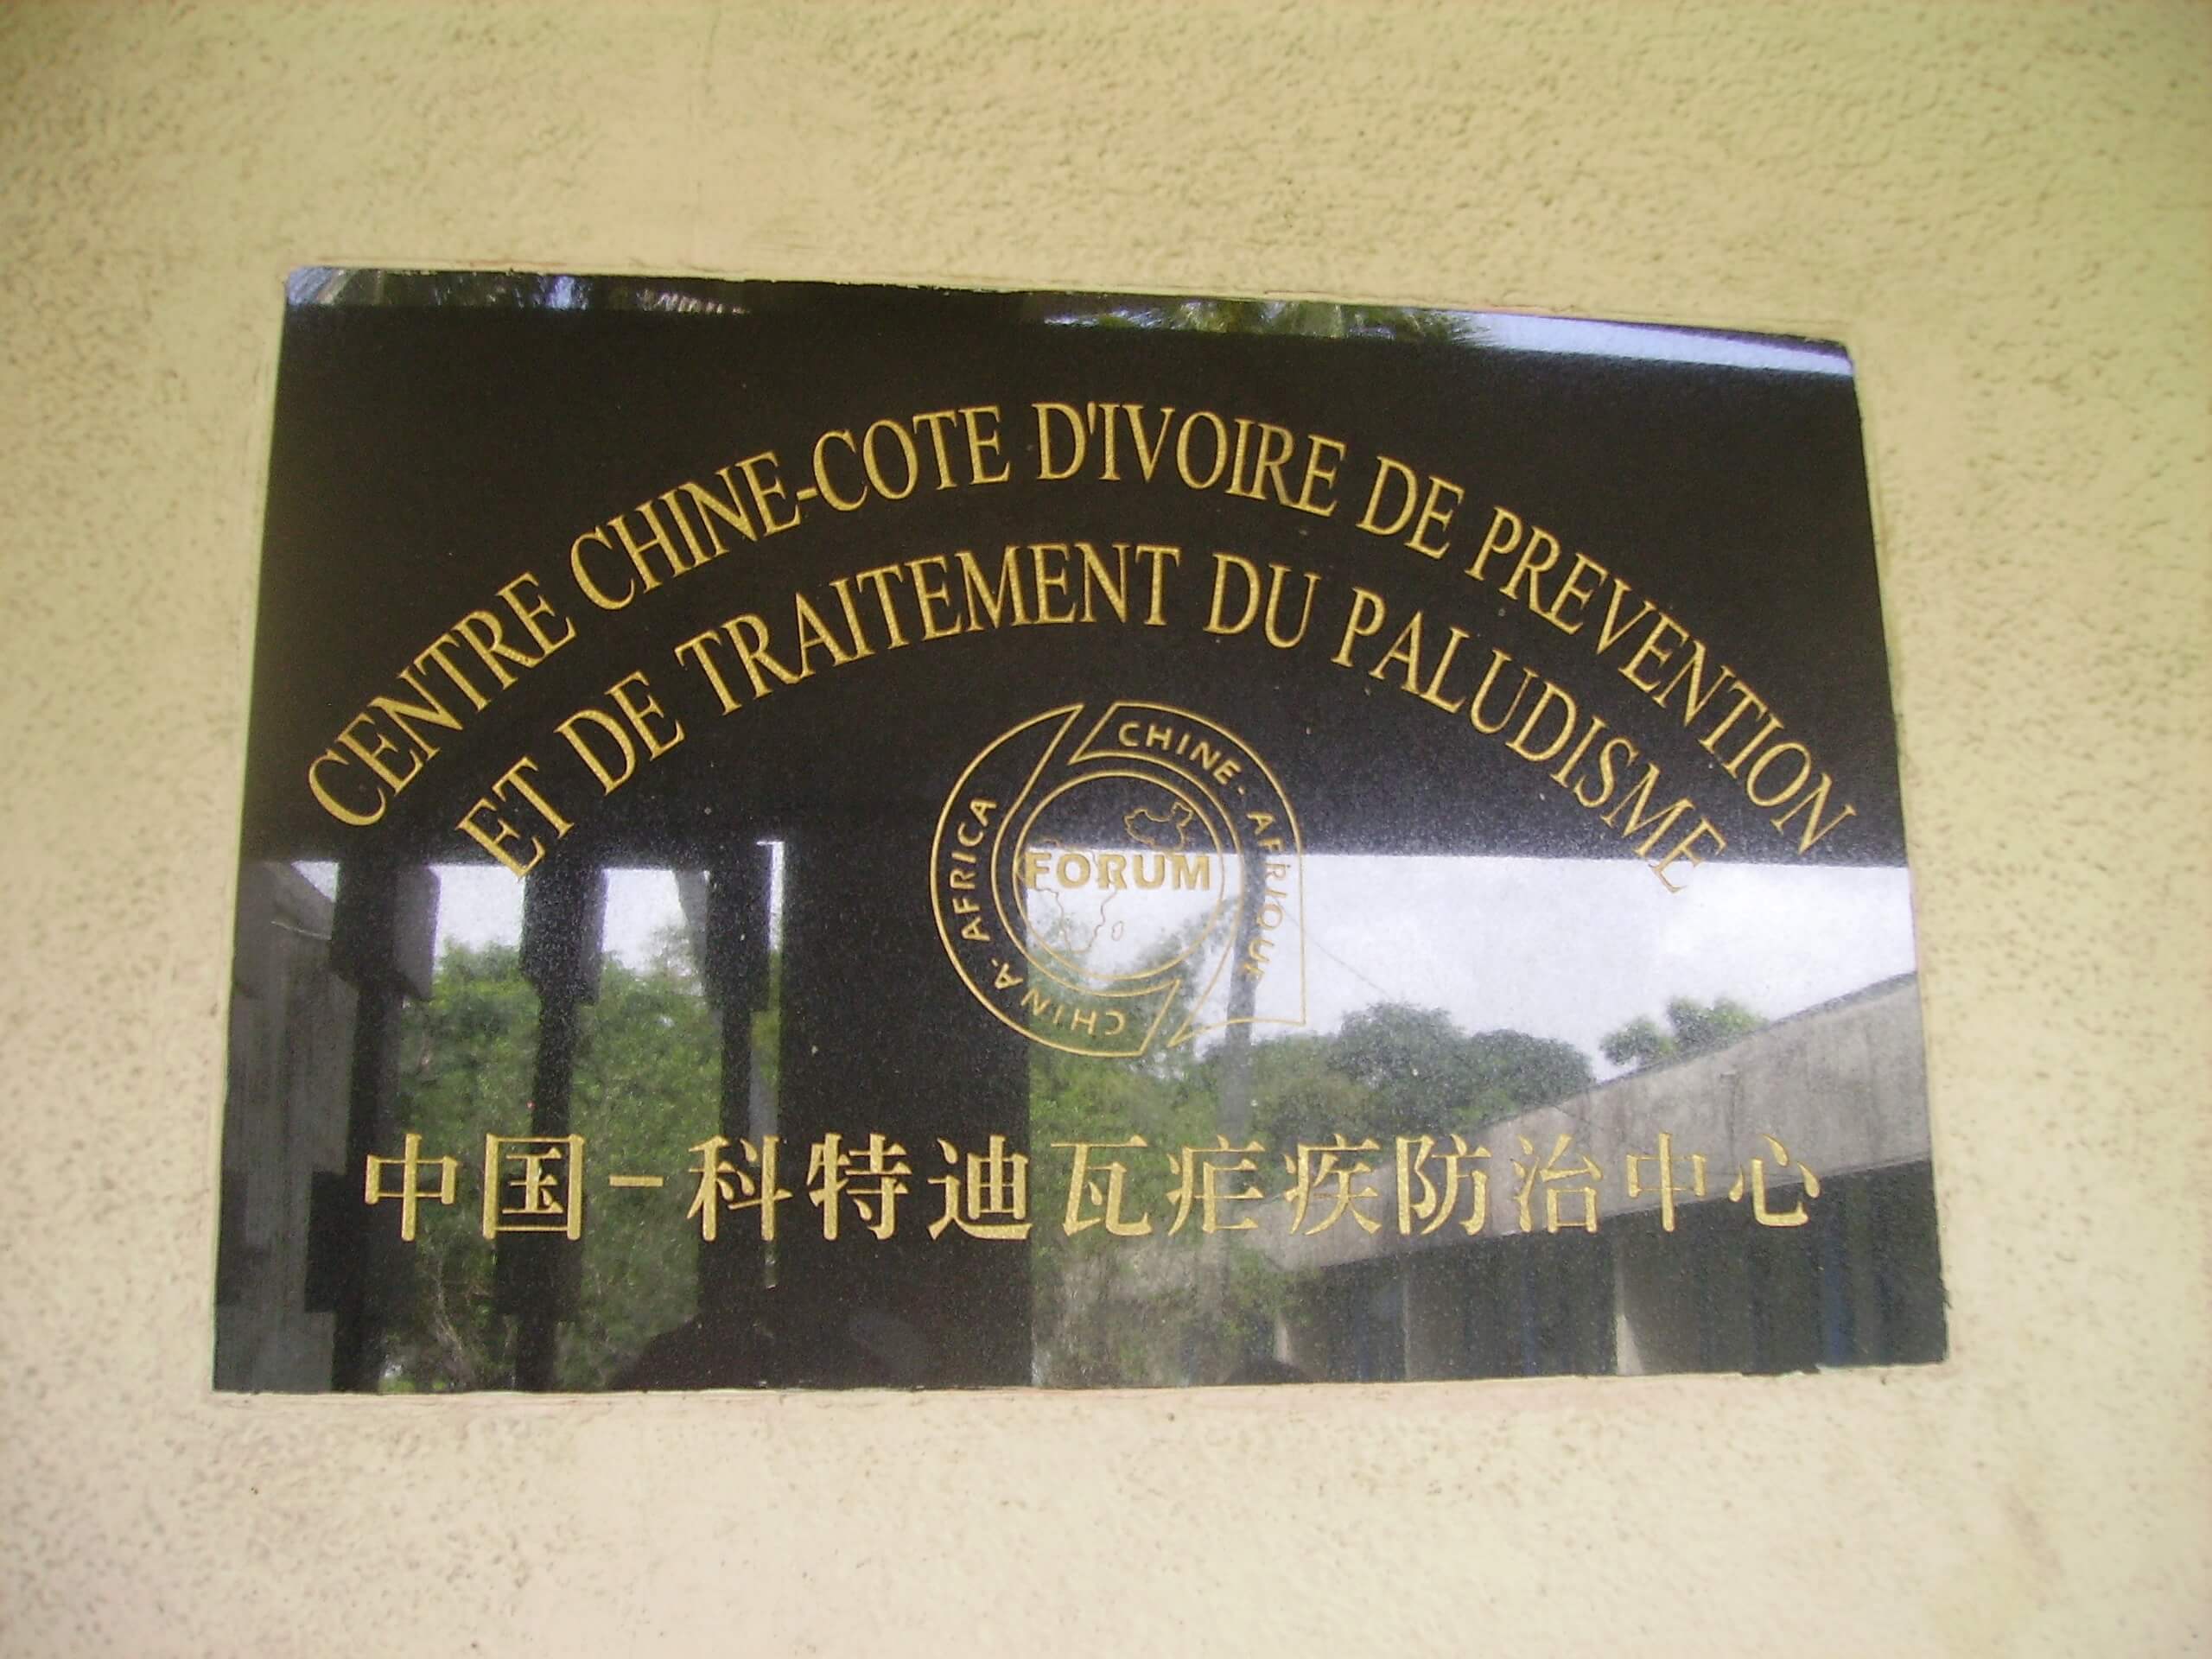 CENTRE CHINE-COTE D'IVOIRE DE PREVENTION
ET DE TRAITEMENT DU PALUDISME
CHINE - AFRIQUE
FORUM
CHINA. AFRICA
中国-科特迪瓦疟疾防治中心